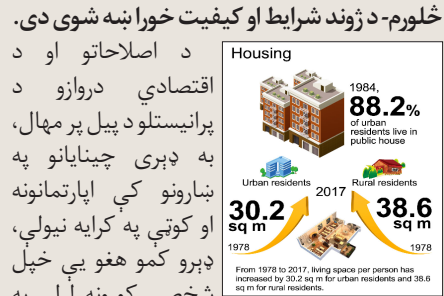 څلورم- د ژوند شرایط او کیفیت خورا ښه شوی دی.
د اصلاحاتو او د
اقتصادي دروازو د
پرانیستلو د پیل پر مهال،
به ډېری چینایانو په
ښارونو کې اپارتمانونه
او کوټې په کرایه نیولې،
ډېرو کمو هغو یې خپل
Housing
1984,
88.2%
of urban
residents live in
public house
Urban residents
Rural residents
2017
30.2
sq m
38.6
sq m
1978
1978
From 1978 to 2017, living space per person has
increased by 30.2 sq m for urban residents and 38.6
sq m for rural residents.